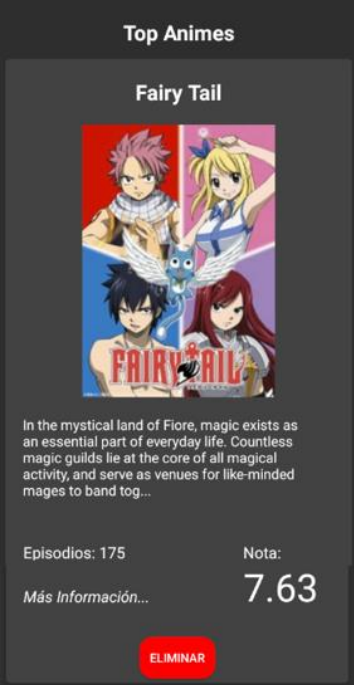 Top Animes
Fairy Tail
FAIRY TAIL
In the mystical land of Fiore, magic exists as
an essential part of everyday life. Countless
magic guilds lie at the core of all magical
activity, and serve as venues for like-minded
mages to band tog...
Episodios: 175
Nota:
Más Información...
7.63
ELIMINAR